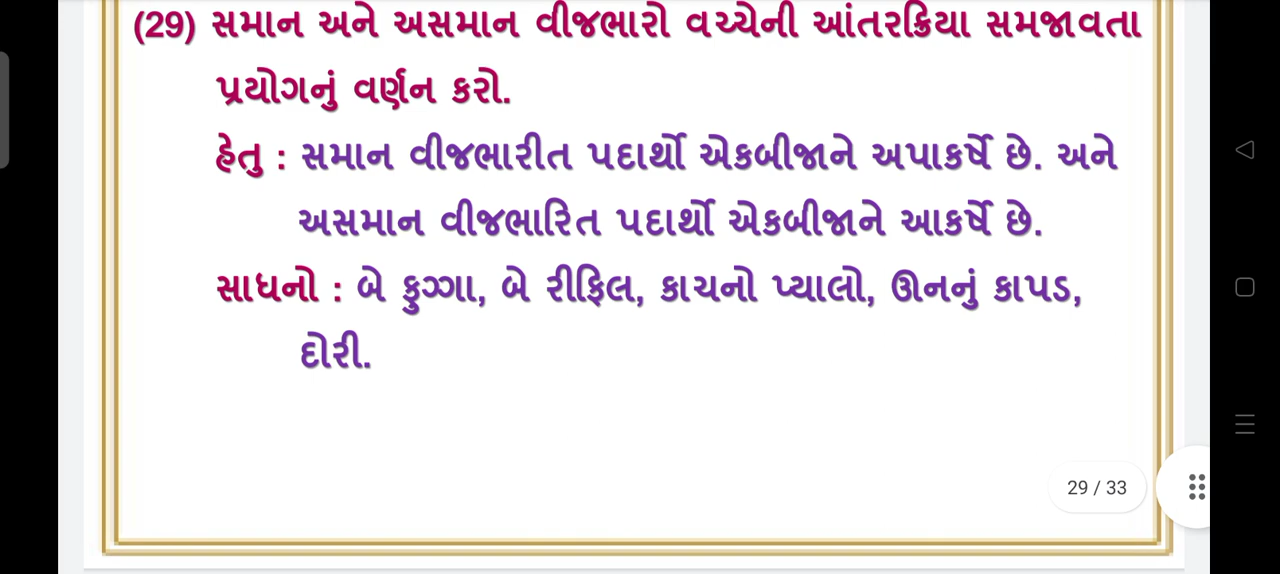 (29) સમાન અને અસમાન વીજભારો વચ્ચેની આંતરક્રિયા સમજાવતા
પ્રયોગનું વર્ણન કરો.
હેતુ : સમાન વીજભારીત પદાર્થો એકબીજાને અપાકર્ષે છે. અને
અસમાન વીજભારિત પદાર્થો એકબીજાને આકર્ષે છે.
સાધનો : બે ફુગ્ગા, બે રીફિલ, કાચનો પ્યાલો, ઊનનું કાપડ,
દોરી.
29 / 33